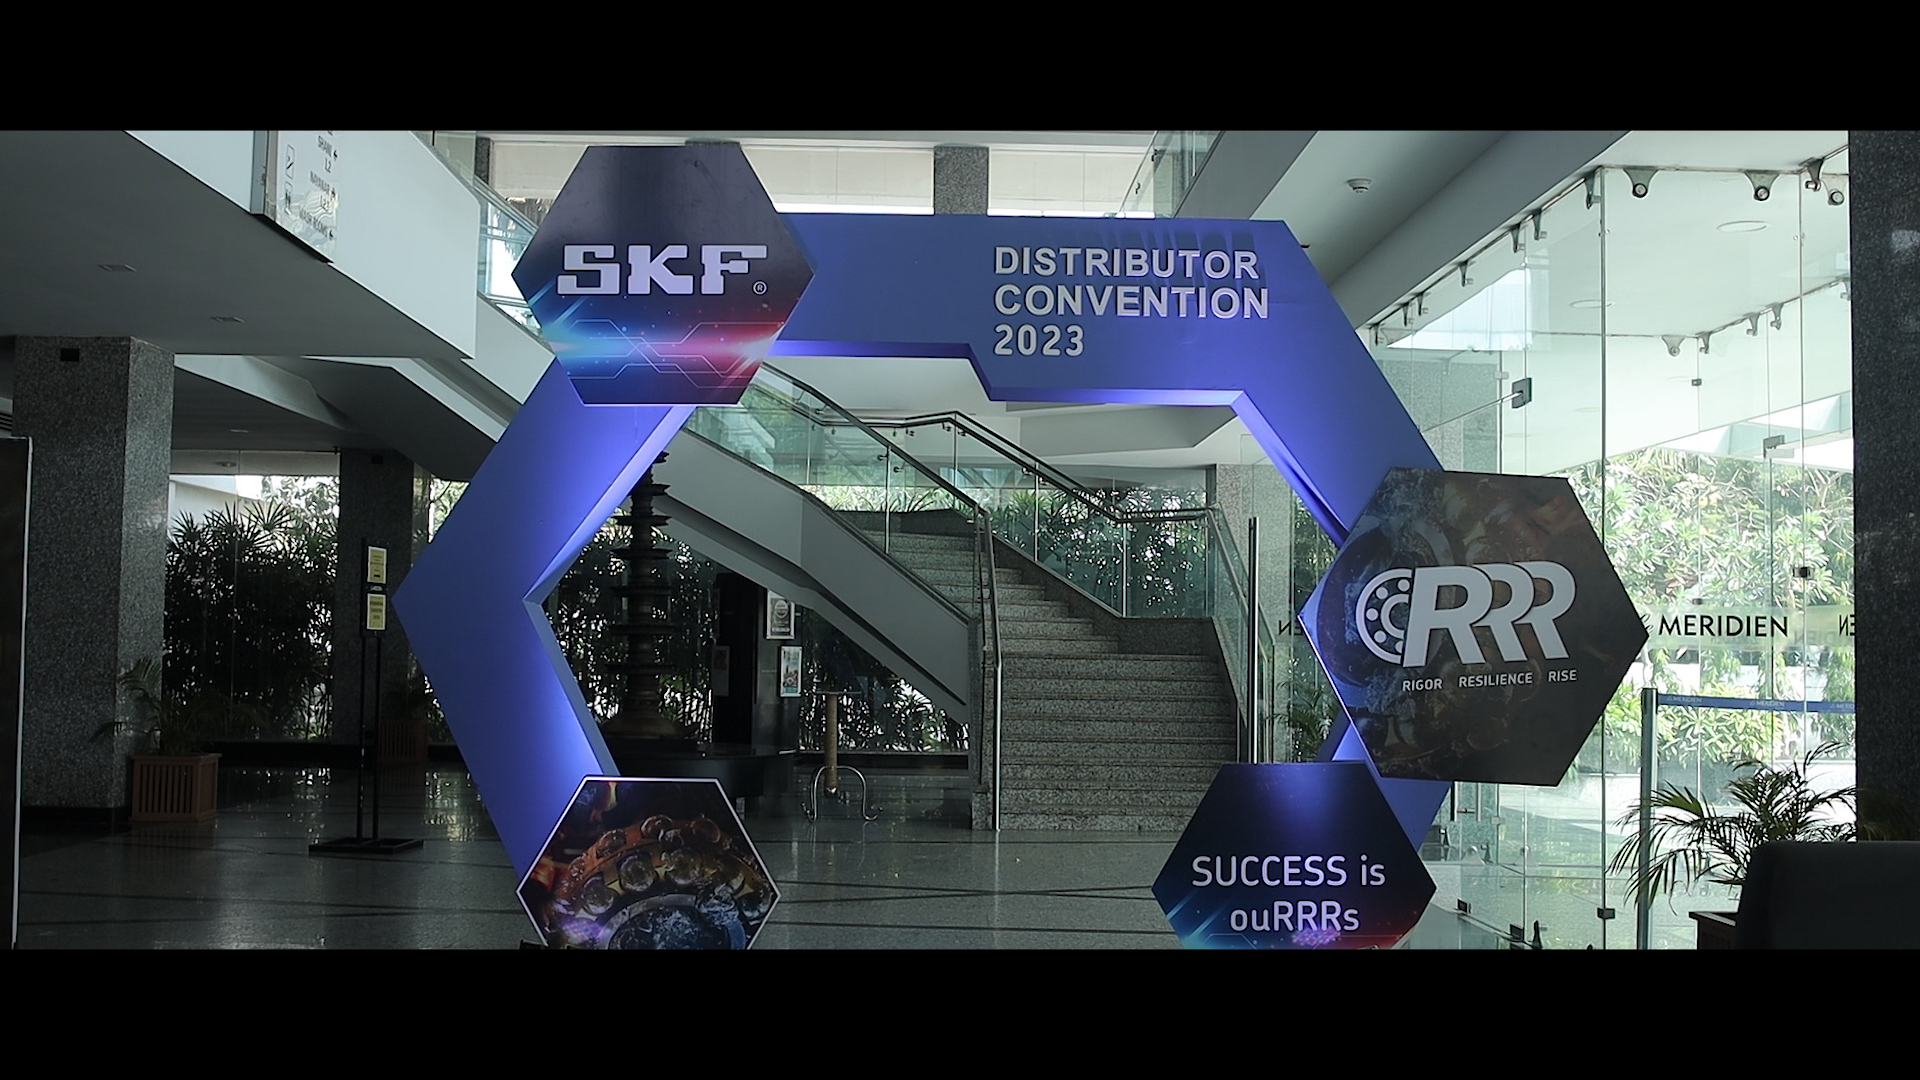 SKF
®
DISTRIBUTOR
CONVENTION
2023
RRR
RIGOR RESILIENCE RISE
MERIDIEN
SUCCESS is
ouRRRs